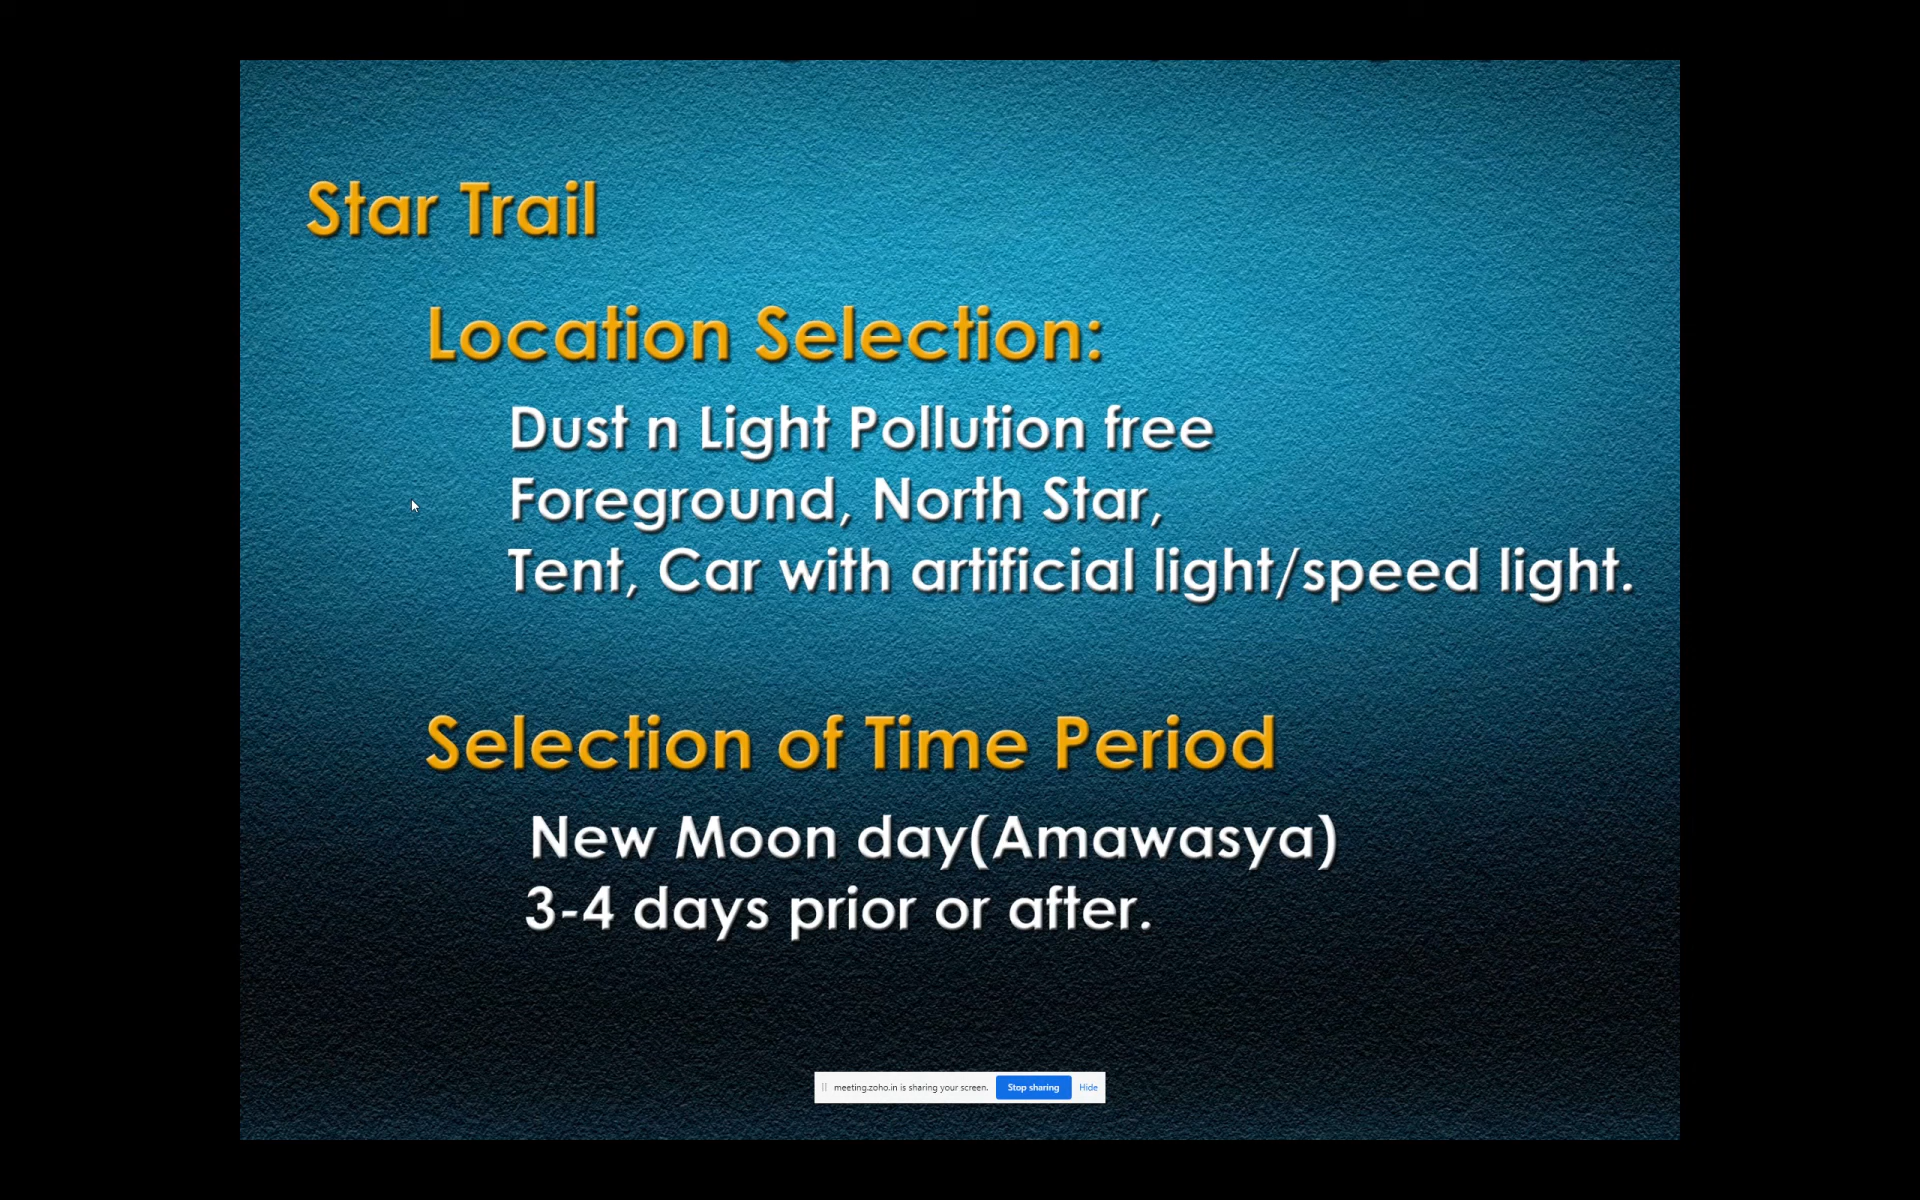 Star Trail
Location Selection:
Dust n Light Pollution free
Foreground, North Star,
Tent, Car with artificial light/speed light.
Selection of Time Period
New Moon day(Amawasya)
3-4 days prior or after.
meeting.zoho.in is sharing your screen. Stop sharing Hide